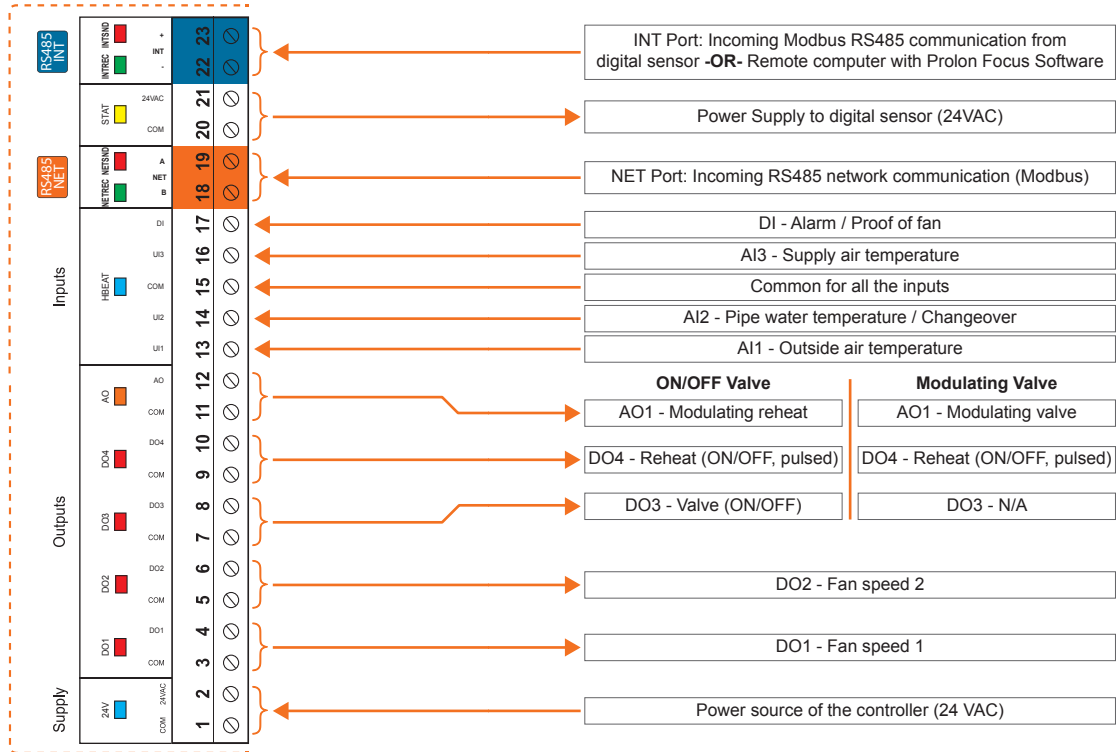 RS485
INT
INTREC INTSND
+
INT
-
23
22
INT Port: Incoming Modbus RS485 communication from
digital sensor -OR- Remote computer with Prolon Focus Software
STAT
24VAC
COM
21
20
Power Supply to digital sensor (24VAC)
RS485
NET
NETREC NETSND
A
NET
B
19
18
NET Port: Incoming RS485 network communication (Modbus)
Inputs
HBEAT
DI
17
DI - Alarm / Proof of fan
UI3
16
AI3 - Supply air temperature
COM
15
Common for all the inputs
UI2
14
AI2 - Pipe water temperature / Changeover
UI1
13
AI1 - Outside air temperature
ON/OFF Valve
Modulating Valve
Outputs
AO
AO
COM
12
11
AO1 - Modulating reheat
AO1 - Modulating valve
DO4
DO4
COM
10
9
DO4 - Reheat (ON/OFF, pulsed)
DO4 - Reheat (ON/OFF, pulsed)
DO3
DO3
COM
8
7
DO3 - Valve (ON/OFF)
DO3 - N/A
DO2
DO2
COM
6
5
DO2 - Fan speed 2
DO1
DO1
COM
4
3
DO1 - Fan speed 1
Supply
24V
COM 24VAC
2
1
Power source of the controller (24 VAC)